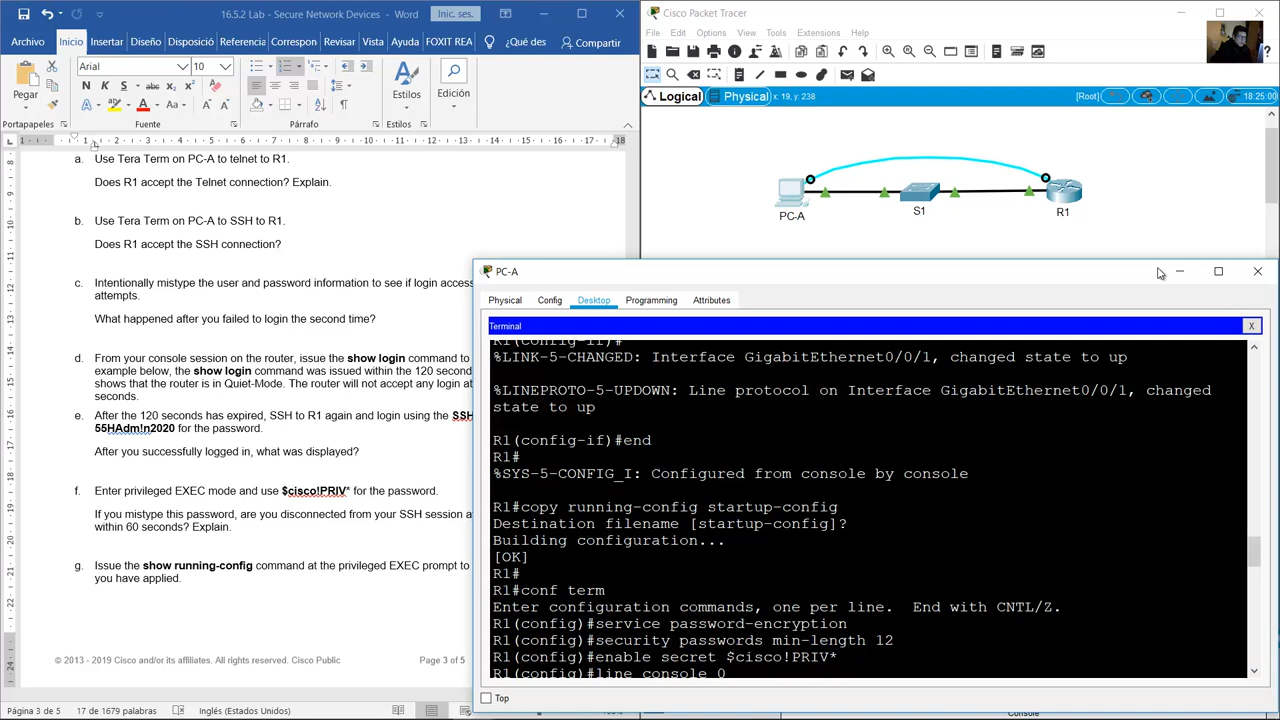 16.5.2 Lab - Secure Network Devices - Word
Inic. ses.
Archivo Inicio Insert Diseño Disposició Referencia Correspon Revisar Vista Ayuda FOXIT REA ¿Qué des Compartir
Pegar
Arial 10
N K S abc
Estilos Edición
Portapapeles Fuente Párrafo Estilos
a. Use Tera Term on PC-A to telnet to R1.
Does R1 accept the Telnet connection? Explain.
b. Use Tera Term on PC-A to SSH to R1.
Does R1 accept the SSH connection?
c. Intentionally mistype the user and password information to see if login access
attempts.
What happened after you failed to login the second time?
d. From your console session on the router, issue the show login command to
example below, the show login command was issued within the 120 second
shows that the router is in Quiet-Mode. The router will not accept any login at
seconds.
e. After the 120 seconds has expired, SSH to R1 again and login using the SSH
55HAdm!n2020 for the password.
After you successfully logged in, what was displayed?
f. Enter privileged EXEC mode and use $cisco!PRIV* for the password.
If you mistype this password, are you disconnected from your SSH session a
within 60 seconds? Explain.
g. Issue the show running-config command at the privileged EXEC prompt to
you have applied.
© 2013 - 2019 Cisco and/or its affiliates. All rights reserved. Cisco Public Page 3 of 5
Página 3 de 5 17 de 1679 palabras Inglés (Estados Unidos)
Cisco Packet Tracer
File Edit Options View Tools Extensions Help
Logical Physical x: 19, y: 238 [Root] 18:25:00
PC-A
S1
R1
PC-A
Physical Config Desktop Programming Attributes
Terminal X
R1(config-if)#
%LINK-5-CHANGED: Interface GigabitEthernet0/0/1, changed state to up
%LINEPROTO-5-UPDOWN: Line protocol on Interface GigabitEthernet0/0/1, changed
state to up
R1(config-if)#end
R1#
%SYS-5-CONFIG_I: Configured from console by console
R1#copy running-config startup-config
Destination filename [startup-config]?
Building configuration...
[OK]
R1#
R1#conf term
Enter configuration commands, one per line. End with CNTL/Z.
R1(config)#service password-encryption
R1(config)#security passwords min-length 12
R1(config)#enable secret $cisco!PRIV*
R1(config)#line console 0
Top
Console